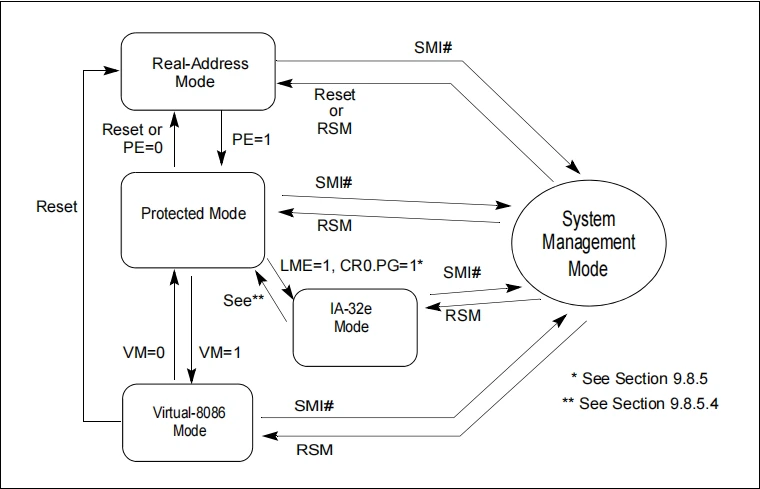 SMI#
Real-Address
Mode
Reset
or
RSM
Reset or
PE=0
PE=1
SMI#
Reset
Protected Mode
RSM
System
Management
Mode
LME=1, CR0.PG=1*
SMI#
See**
IA-32e
Mode
RSM
VM=0
VM=1
* See Section 9.8.5
** See Section 9.8.5.4
Virtual-8086
Mode
SMI#
RSM